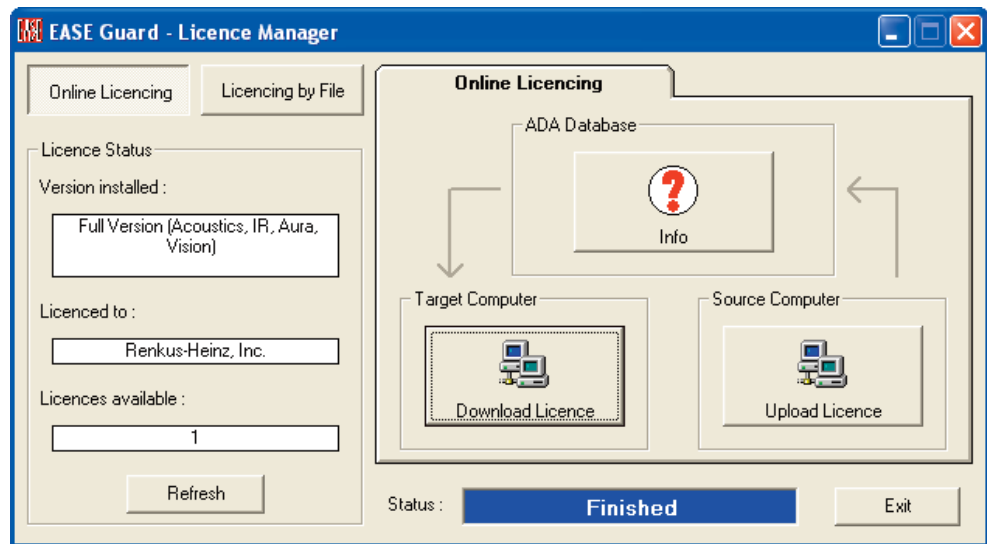 EASE EASE Guard - Licence Manager
Online Licencing
Licencing by File
Licence Status
Version installed :
Full Version (Acoustics, IR, Aura,
Vision)
Licenced to :
Renkus-Heinz, Inc.
Licences available :
1
Refresh
Online Licencing
ADA Database
?
Info
Target Computer
Download Licence
Source Computer
Upload Licence
Status :
Finished
Exit